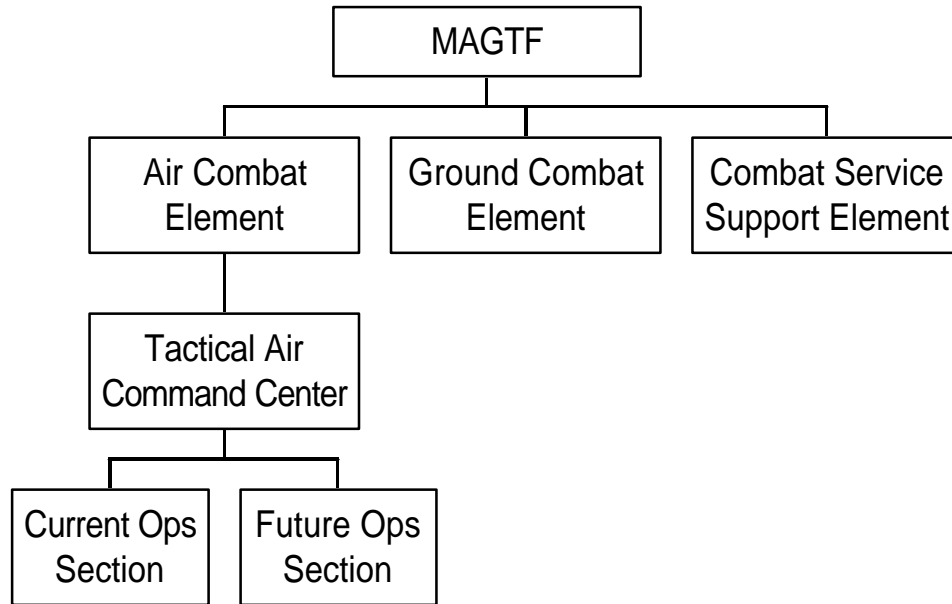 MAGTF
Air Combat
Element
Ground Combat
Element
Combat Service
Support Element
Tactical Air
Command Center
Current Ops
Section
Future Ops
Section